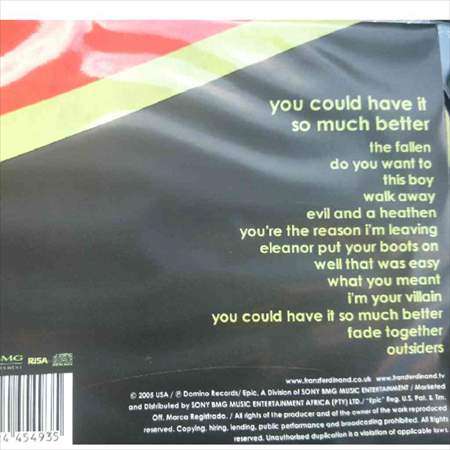 you could have it
so much better
the fallen
do you want to
this boy
walk away
evil and a heathen
you're the reason i'm leaving
eleanor put your boots on
well that was easy
what you meant
i'm your villain
you could have it so much better
fade together
outsiders
BMG RiSA
www.franzferdinand.co.uk. www.franzferdinand.tv
© 2005 USA / ℗ Domino Records/ Epic, A Division of SONY BMG MUSIC ENTERTAINMENT / Marketed
and Distributed by SONY BMG MUSIC ENTERTAINMENT AFRICA (PTY) LTD./ "Epic" Reg. U.S. Pat. & Tm.
Off. Marca Registrada. / All rights of the producer and of the owner of the work reproduced
reserved. Copying, hiring, lending, public performance and broadcasting prohibited. All rights
reserved. Unauthorised duplication is a violation of applicable laws
4 454935